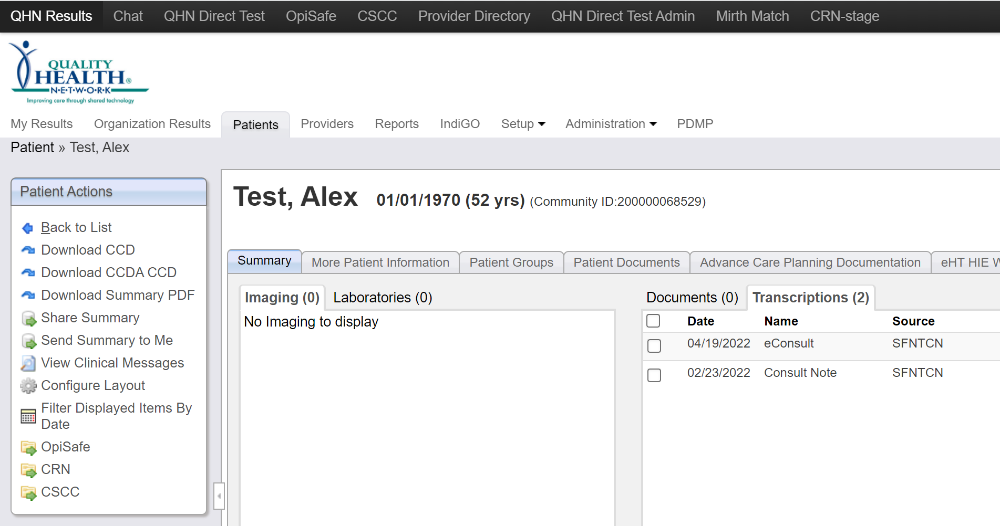 QHN Results Chat QHN Direct Test OpiSafe CSCC Provider Directory QHN Direct Test Admin Mirth Match CRN-stage
QUALITY
HEALTH®
N·E·T·W·O·R·K
Improving care through shared technology
My Results Organization Results Patients Providers Reports IndiGO Setup Administration PDMP
Patient » Test, Alex
Patient Actions
Back to List
Download CCD
Download CCDA CCD
Download Summary PDF
Share Summary
Send Summary to Me
View Clinical Messages
Configure Layout
Filter Displayed Items By
Date
OpiSafe
CRN
CSCC
Test, Alex 01/01/1970 (52 yrs) (Community ID:200000068529)
Summary More Patient Information Patient Groups Patient Documents Advance Care Planning Documentation eHT HIE W
Imaging (0) Laboratories (0)
No Imaging to display
Documents (0) Transcriptions (2)
Date Name Source
04/19/2022 eConsult SFNTCN
02/23/2022 Consult Note SFNTCN